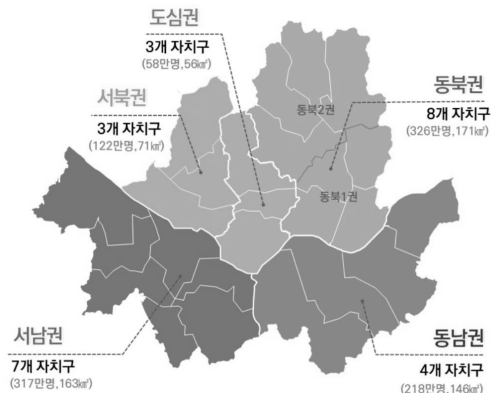 도심권
3개 자치구
(58만명,56㎢)
서북권
3개 자치구
(122만명,71㎢)
동북2권
동북권
8개 자치구
(326만명,171㎢)
동북1권
서남권
7개 자치구
(317만명,163㎢)
동남권
4개 자치구
(218만명,146㎢)